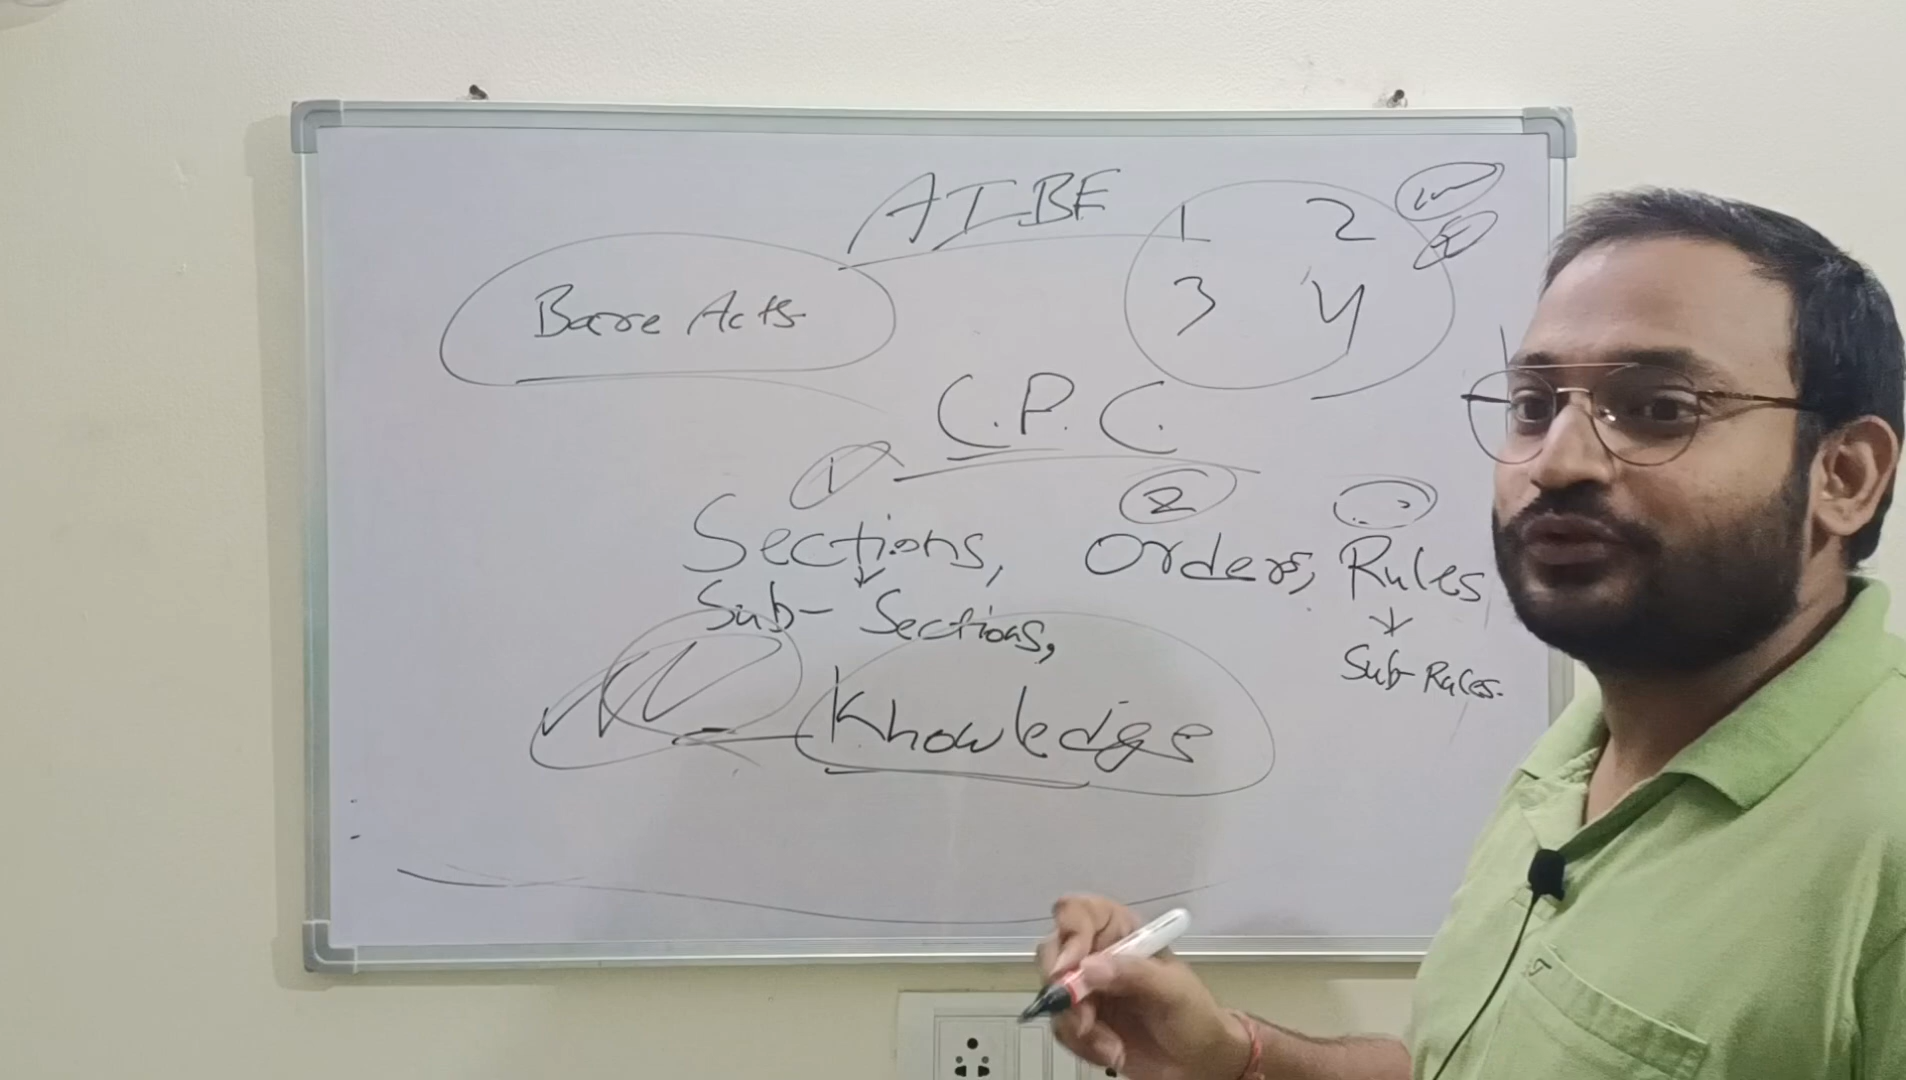 AIBE
1 2
3 4
Bare Acts
C.P.C.
1 2
Sections, Orders, Rules
Sub-Sections, Sub-Rules.
Knowledge